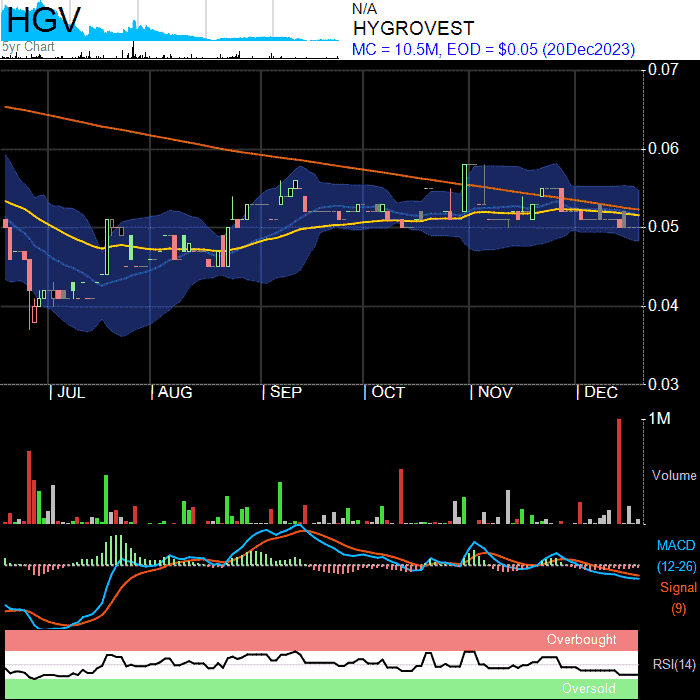 HGV
5yr Chart
N/A
HYGROVEST
MC = 10.5M, EOD = $0.05 (20Dec2023)
0.07
0.06
0.05
0.04
0.03
| JUL | AUG | SEP | OCT | NOV | DEC
1M
Volume
MACD
(12-26)
Signal
(9)
Overbought
RSI(14)
Oversold